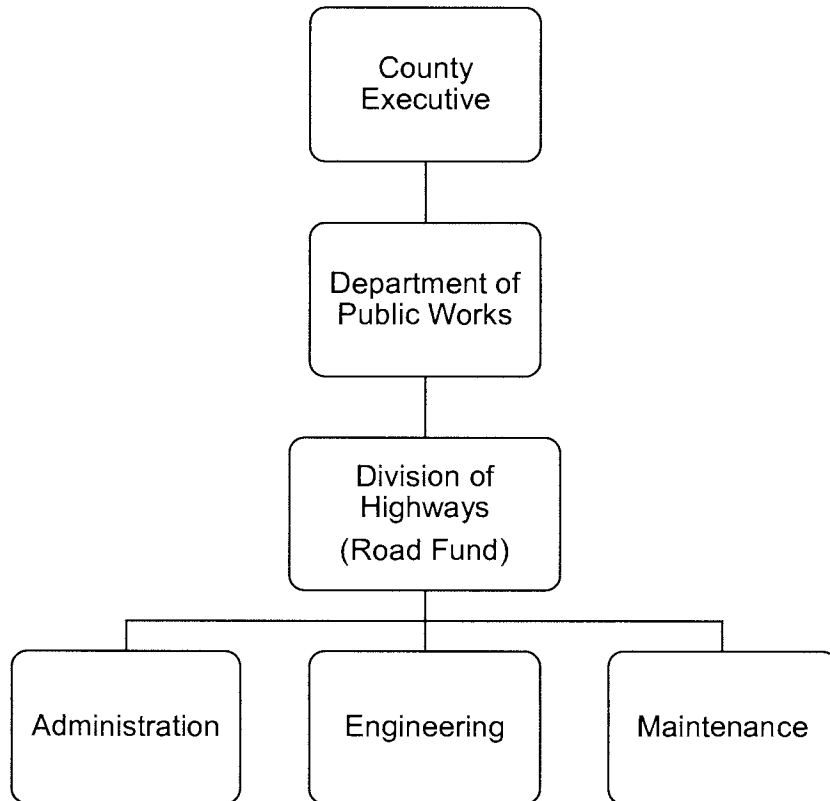 County
Executive
Department of
Public Works
Division of
Highways
(Road Fund)
Administration
Engineering
Maintenance